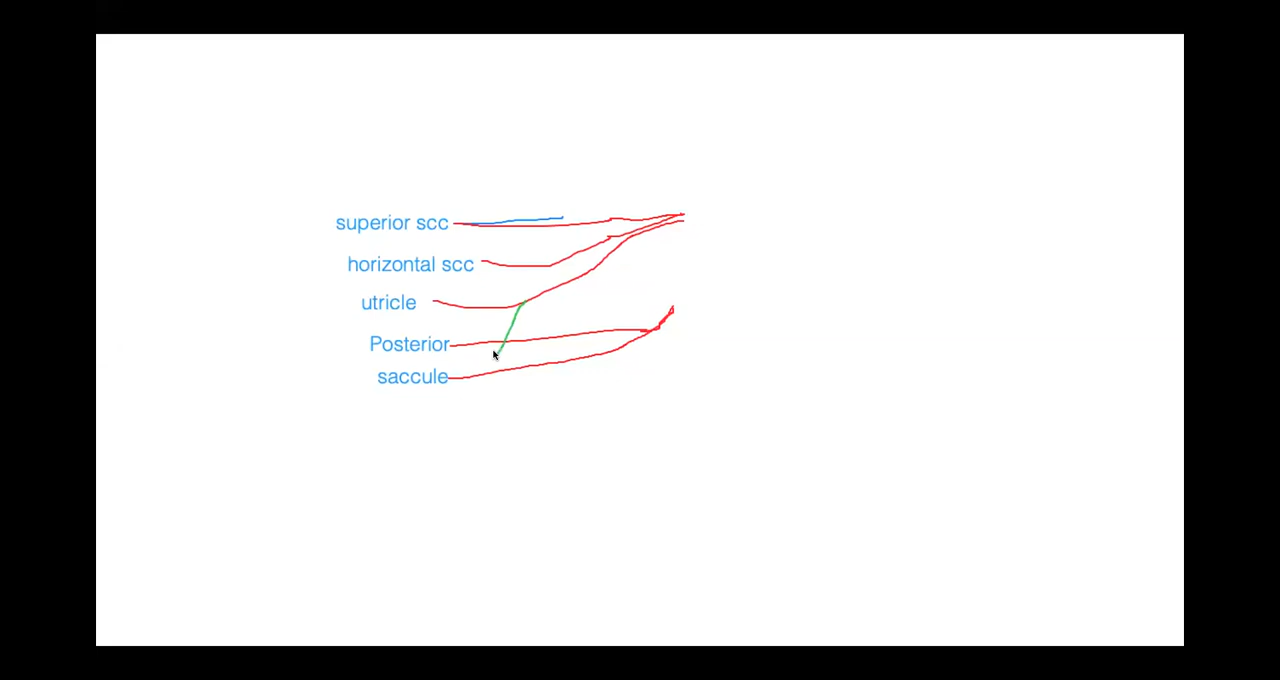 superior scc
horizontal scc
utricle
Posterior
saccule